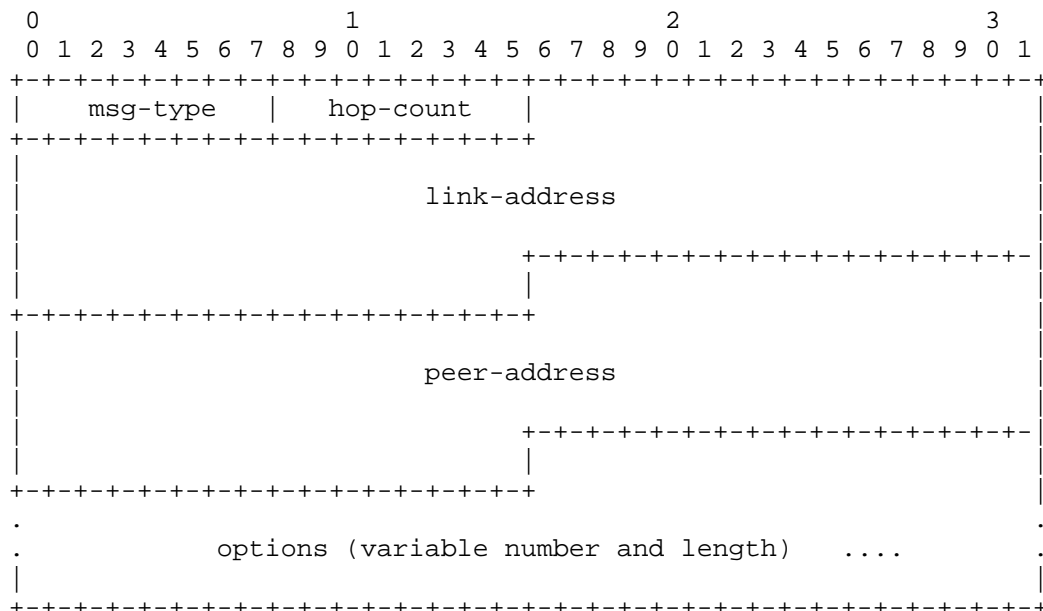 0                   1                   2                   3
0 1 2 3 4 5 6 7 8 9 0 1 2 3 4 5 6 7 8 9 0 1 2 3 4 5 6 7 8 9 0 1
+-+-+-+-+-+-+-+-+-+-+-+-+-+-+-+-+-+-+-+-+-+-+-+-+-+-+-+-+-+-+-+-+
|    msg-type   |   hop-count   |                               |
+-+-+-+-+-+-+-+-+-+-+-+-+-+-+-+-+                               |
|                                                               |
|                         link-address                          |
|                                                               |
|                               +-+-+-+-+-+-+-+-+-+-+-+-+-+-+-+-|
|                               |                               |
+-+-+-+-+-+-+-+-+-+-+-+-+-+-+-+-+                               |
|                                                               |
|                         peer-address                          |
|                                                               |
|                               +-+-+-+-+-+-+-+-+-+-+-+-+-+-+-+-|
|                               |                               |
+-+-+-+-+-+-+-+-+-+-+-+-+-+-+-+-+                               |
.                                                               .
.            options (variable number and length)   ....        .
|                                                               |
+-+-+-+-+-+-+-+-+-+-+-+-+-+-+-+-+-+-+-+-+-+-+-+-+-+-+-+-+-+-+-+-+